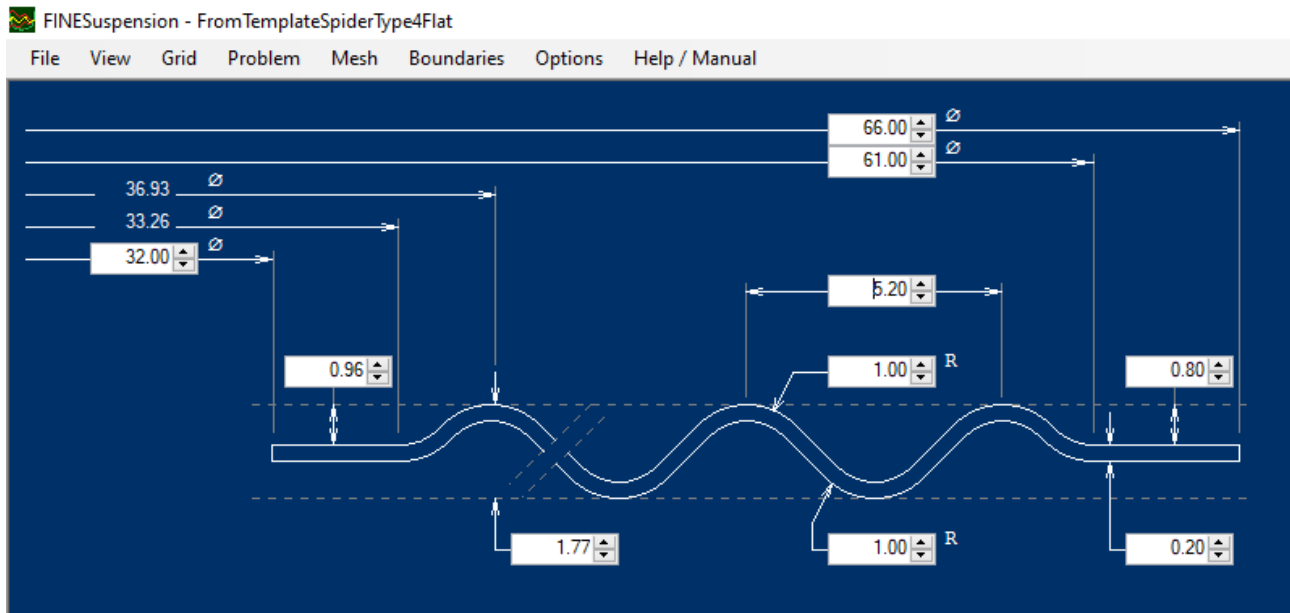 FINESuspension - FromTemplateSpiderType4Flat
File View Grid Problem Mesh Boundaries Options Help / Manual
66.00 ⌀
61.00 ⌀
36.93 ⌀
33.26 ⌀
32.00 ⌀
5.20
0.96
1.00 R
0.80
1.77
1.00 R
0.20